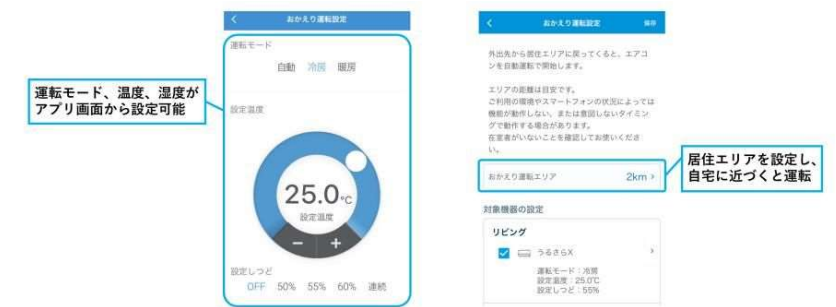 運転モード、温度、湿度が
アプリ画面から設定可能
おかえり運転設定
運転モード
自動 冷房 暖房
設定温度
25.0℃
設定温度
− +
設定しつど
OFF 50% 55% 60% 連続
おかえり運転設定 保存
外出先から居住エリアに戻ってくると、エアコ
ンを自動運転で開始します。
エリアの距離は目安です。
ご利用の環境やスマートフォンの状況によっては
機能が動作しない、または意図しないタイミン
グで動作する場合があります。
在室者がいないことを確認してお使いくださ
い。
おかえり運転エリア 2km
対象機器の設定
リビング
うるさらX
運転モード：冷房
設定温度：25.0℃
設定しつど：55%
居住エリアを設定し、
自宅に近づくと運転